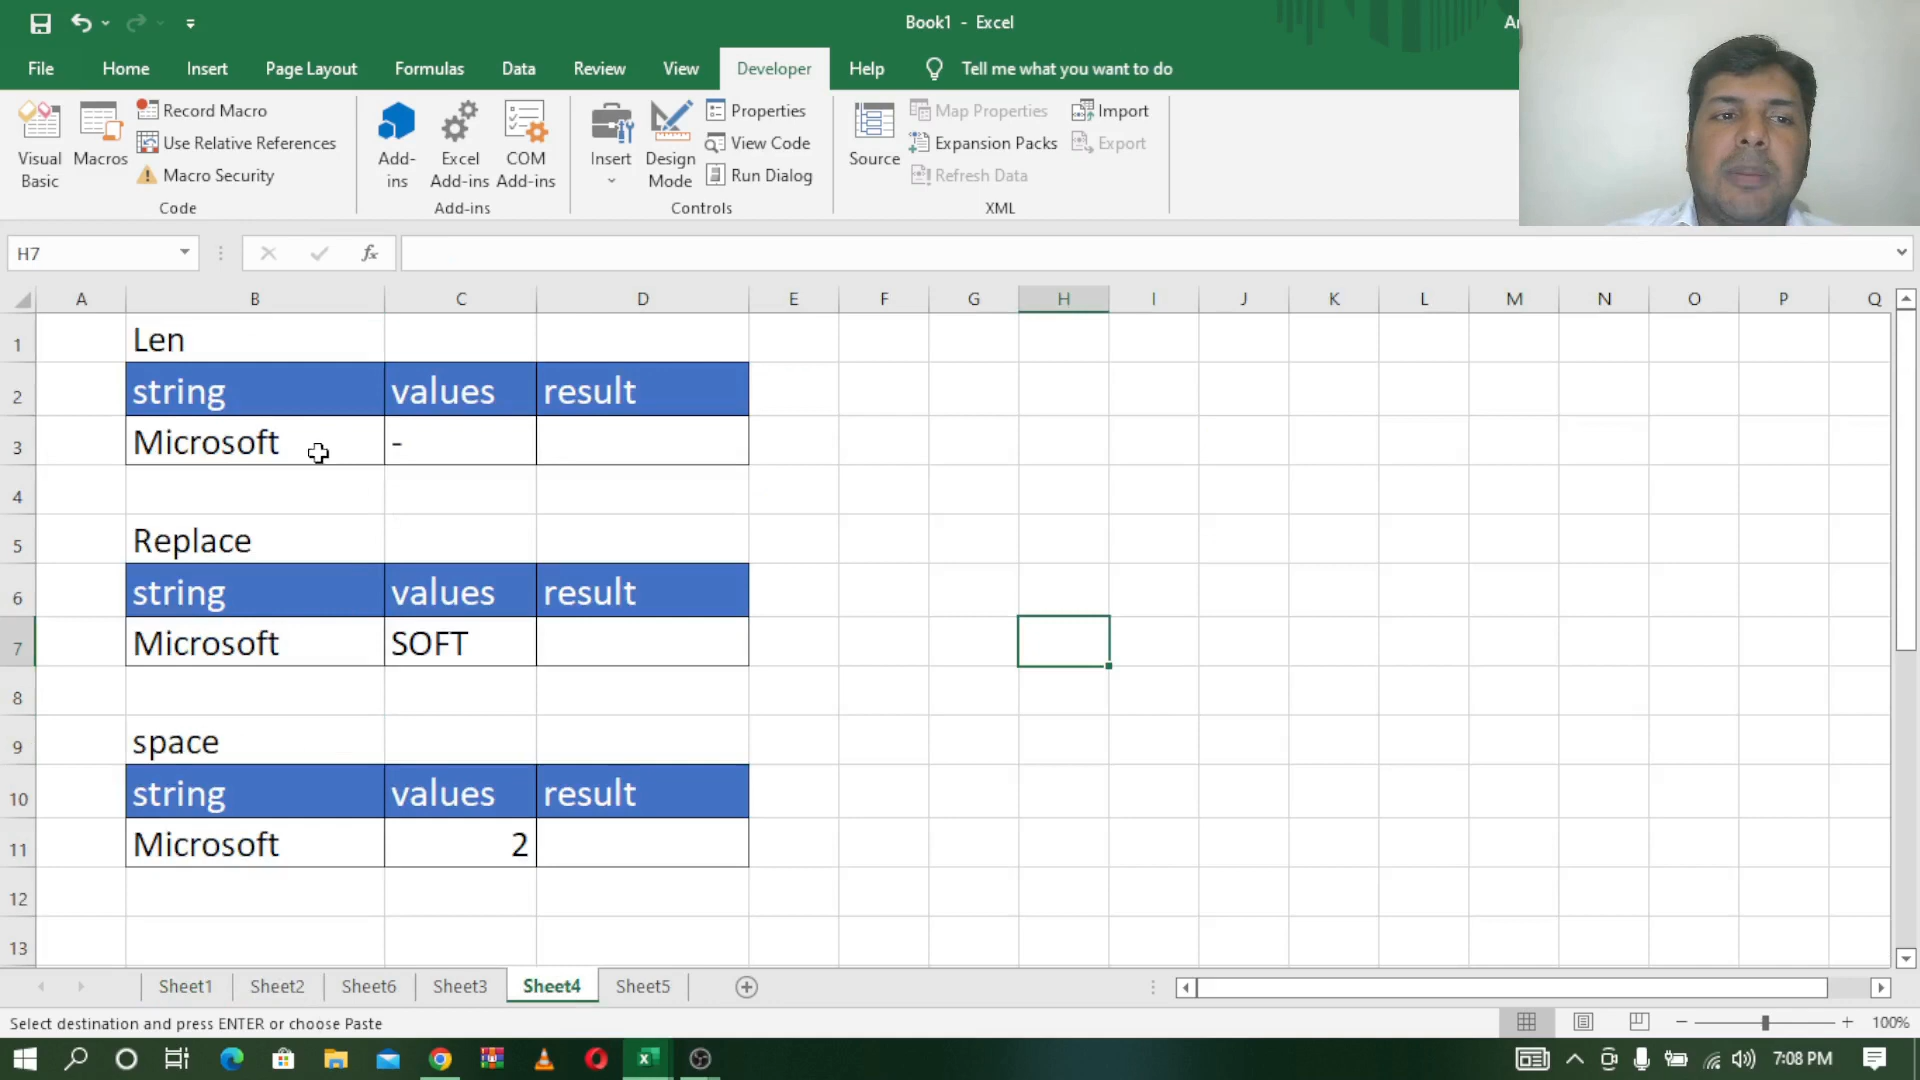 Book1 - Excel
File Home Insert Page Layout Formulas Data Review View Developer Help Tell me what you want to do
Visual Basic
Macros
Record Macro
Use Relative References
Macro Security
Code
Add-ins
Excel Add-ins
COM Add-ins
Add-ins
Insert
Design Mode
Properties
View Code
Run Dialog
Controls
Source
Map Properties
Expansion Packs
Refresh Data
Import
Export
XML
H7
fx
A B C D E F G H I J K L M N O P Q
1 Len
2 string values result
3 Microsoft -
4
5 Replace
6 string values result
7 Microsoft SOFT
8
9 space
10 string values result
11 Microsoft 2
12
13
Sheet1 Sheet2 Sheet6 Sheet3 Sheet4 Sheet5
Select destination and press ENTER or choose Paste
100%
7:08 PM